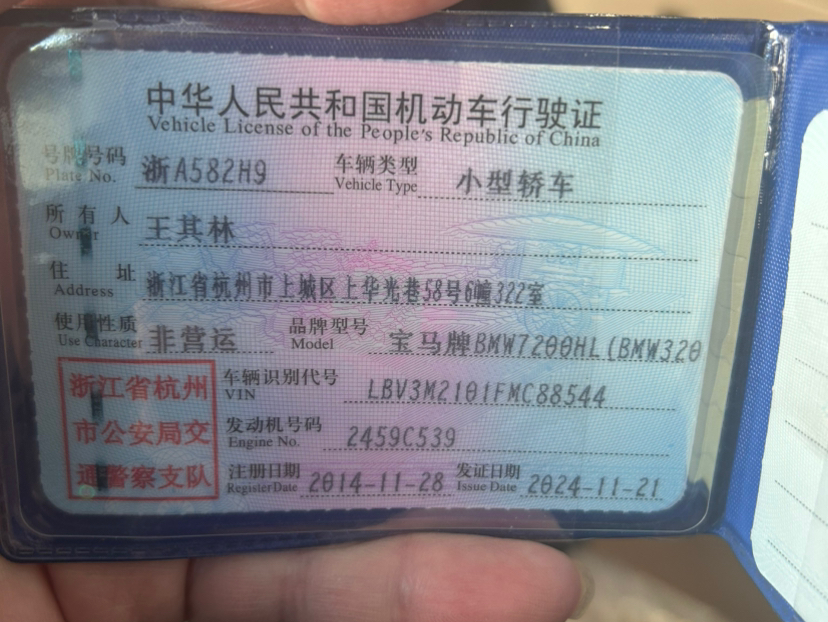 中华人民共和国机动车行驶证
Vehicle License of the People's Republic of China
号牌号码 浙A582H9 车辆类型 小型轿车
Plate No. Vehicle Type
所有人 王其林
Owner
住址 浙江省杭州市上城区上华光巷58号6幢322室
Address
使用性质 非营运 品牌型号 宝马牌BMW7200HL(BMW320
Use Character Model
浙江省杭州 车辆识别代号 LBV3M2101FMC88544
VIN
市公安局交 发动机号码 2459C539
Engine No.
通警察支队 注册日期 2014-11-28 发证日期 2024-11-21
Register Date Issue Date